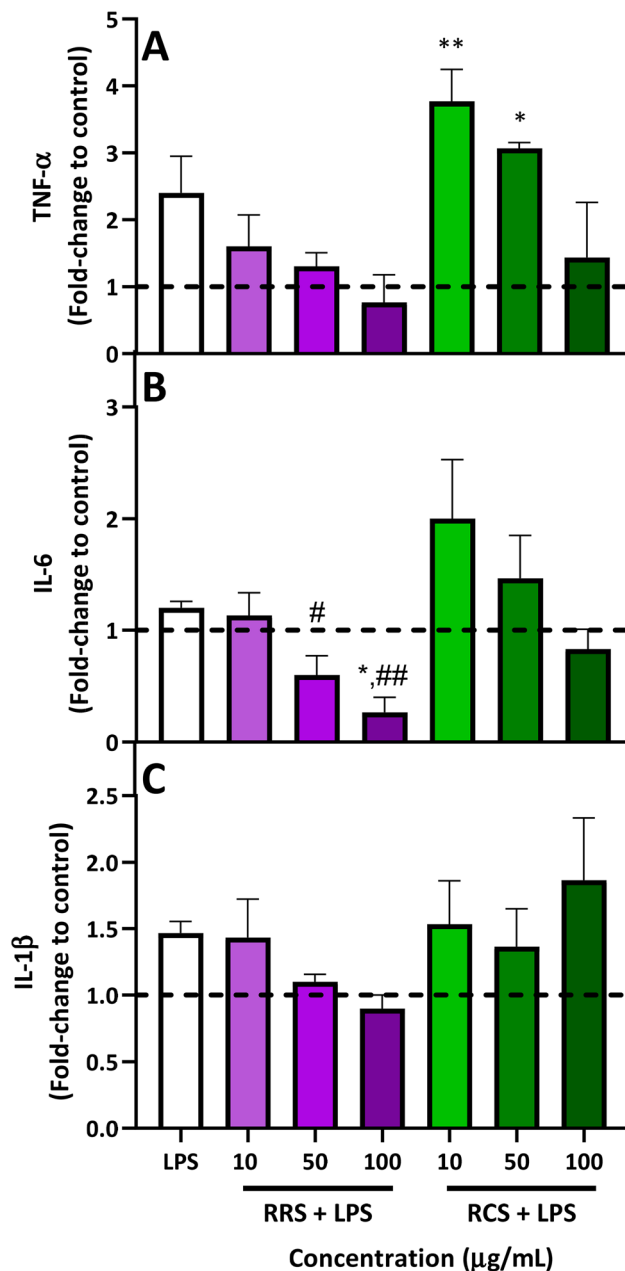 A
TNF-α
(Fold-change to control)
5
4
3
2
1
0
**
*
B
IL-6
(Fold-change to control)
3
2
1
0
#
*,##
C
IL-1β
(Fold-change to control)
2.5
2.0
1.5
1.0
0.5
0.0
LPS 10 50 100 10 50 100
RRS + LPS RCS + LPS
Concentration (μg/mL)